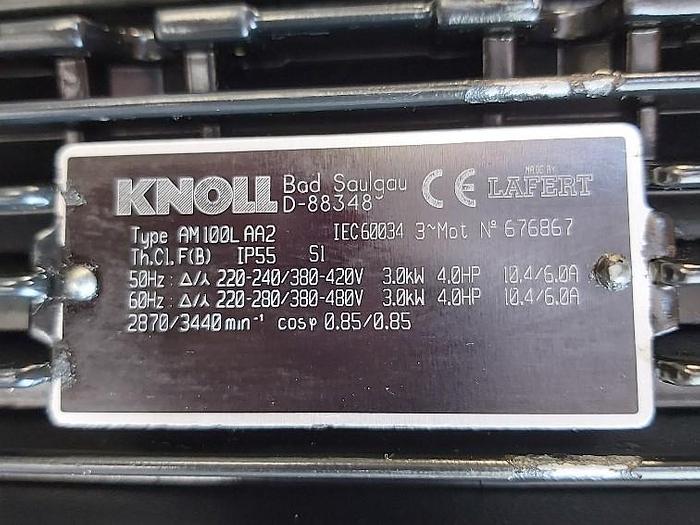 KNOLL Bad Saulgau D-88348 CE MADE BY LAFERT
Type AM100L AA2 IEC60034 3~Mot Nº 676867
Th.Cl.F(B) IP55 S1
50Hz: Δ/⅄ 220-240/380-420V 3.0kW 4.0HP 10.4/6.0A
60Hz: Δ/⅄ 220-280/380-480V 3.0kW 4.0HP 10.4/6.0A
2870/3440 min⁻¹ cosφ 0.85/0.85